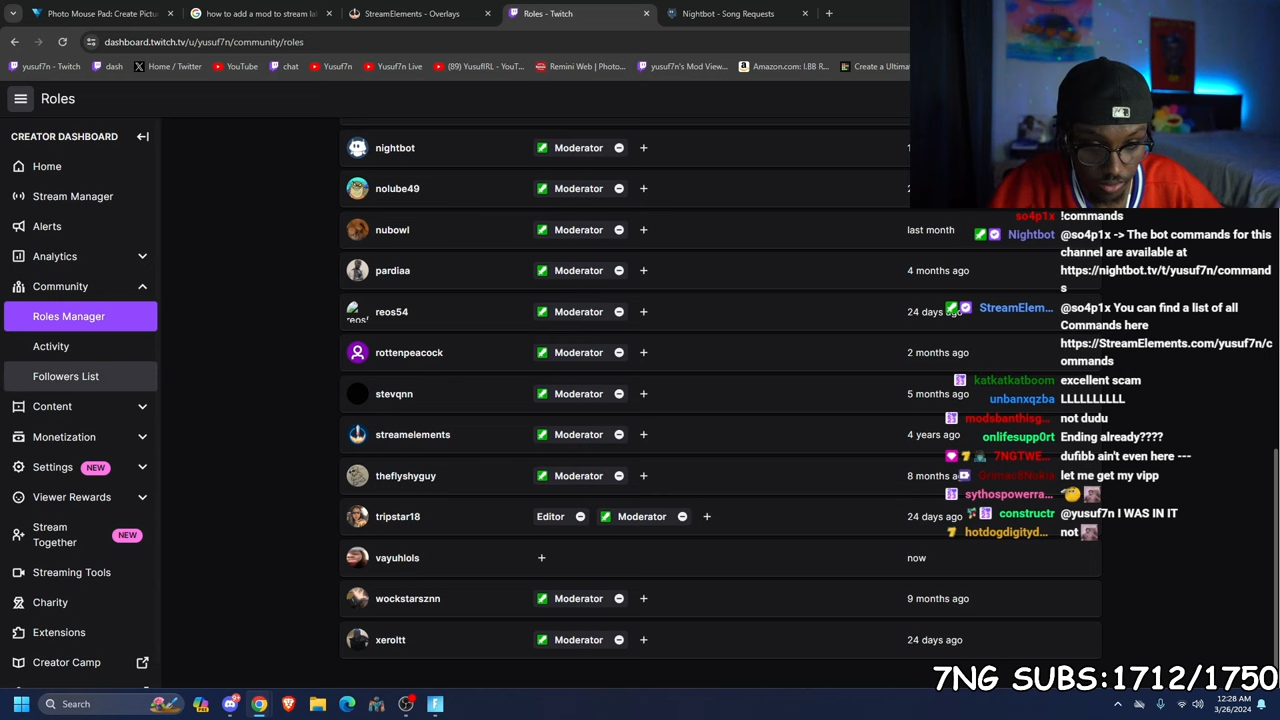 Photo Mouse Pad: Create Pictu
how to add a mod to stream lal
StreamElements - Overlays
Roles - Twitch
Nightbot - Song Requests
dashboard.twitch.tv/u/yusuf7n/community/roles
yusuf7n - Twitch
dash
Home / Twitter
YouTube
chat
Yusuf7n
Yusuf7n Live
(89) YusufIRL - YouT...
Remini Web | Photo...
yusuf7n's Mod View...
Amazon.com: I.BB R...
Create a Ultima
Roles
CREATOR DASHBOARD
Home
Stream Manager
Alerts
Analytics
Community
Roles Manager
Activity
Followers List
Content
Monetization
Settings NEW
Viewer Rewards
Stream
Together NEW
Streaming Tools
Charity
Extensions
Creator Camp
nightbot Moderator
nolube49 Moderator
nubowl Moderator last month
pardiaa Moderator 4 months ago
reos54 Moderator 24 days ago
rottenpeacock Moderator 2 months ago
stevqnn Moderator 5 months ago
streamelements Moderator 4 years ago
theflyshyguy Moderator 8 months ago
tripstar18 Editor Moderator 24 days ago
vayuhlols now
wockstarsznn Moderator 9 months ago
xeroltt Moderator 24 days ago
so4p1x !commands
Nightbot @so4p1x -> The bot commands for this
channel are available at
https://nightbot.tv/t/yusuf7n/command
s
StreamElem... @so4p1x You can find a list of all
Commands here
https://StreamElements.com/yusuf7n/c
ommands
katkatkatboom excellent scam
unbanxqzba LLLLLLLLLL
modsbanthisg... not dudu
onlifesupp0rt Ending already????
7NGTWE... dufibb ain't even here ---
Grimac8Nokia let me get my vipp
sythospowerra...
constructr @yusuf7n I WAS IN IT
hotdogdigityd... not
7NG SUBS:1712/1750
Search
12:28 AM
3/26/2024